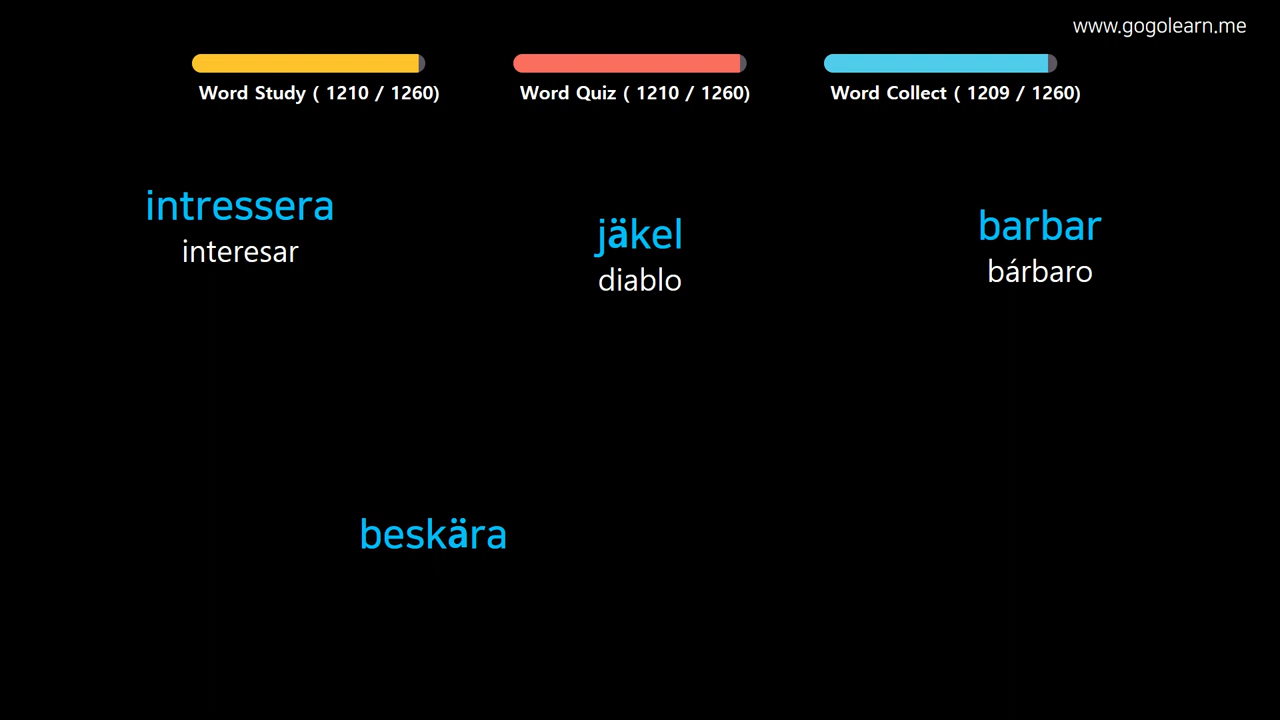 www.gogolearn.me
Word Study ( 1210 / 1260)
Word Quiz ( 1210 / 1260)
Word Collect ( 1209 / 1260)
intressera
interesar
jäkel
diablo
barbar
bárbaro
beskära